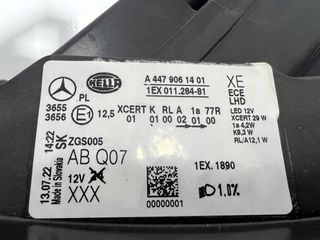 HELLA
A 447 906 14 01
1EX 011.284-81
XE
PL
3655
3656
E1
12,5
XCERT K RL A 1a 77R
01 01 00 02 01 00
ECE
LHD
LED 12V
XCERT 29 W
1a 4,2W
K8,3 W
RL/A12,1 W
13.07.22 14:22
Made in Slovakia SK
ZGS005
AB Q07
12V 24
XXX
1EX. 1890
00000001
1.0%